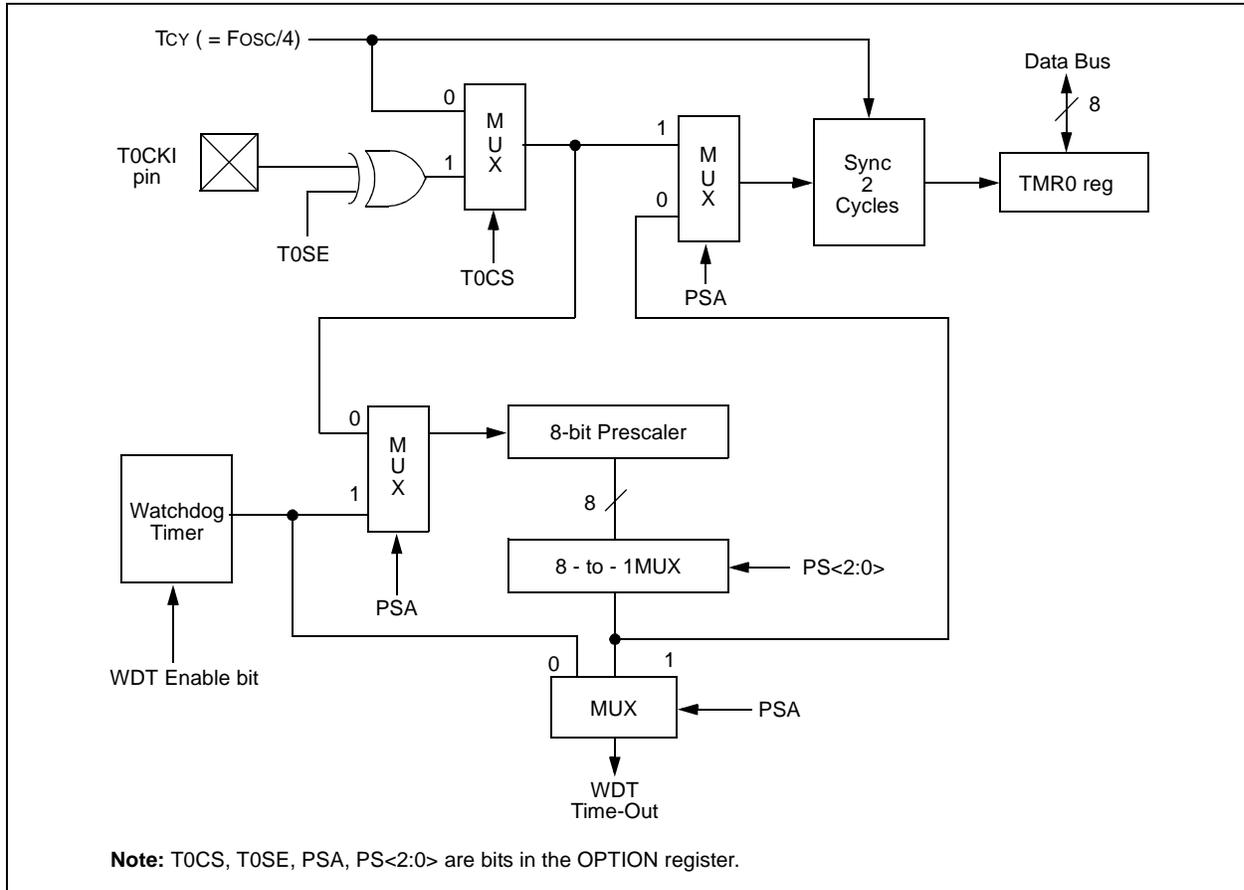 TCY ( = FOSC/4)
Data Bus
8
0
M
U
X
1
T0CKI
pin
T0SE
T0CS
1
M
U
X
0
PSA
Sync
2
Cycles
TMR0 reg
0
M
U
X
1
PSA
8-bit Prescaler
8
Watchdog
Timer
8 - to - 1MUX
PS<2:0>
WDT Enable bit
0
1
MUX
PSA
WDT
Time-Out
Note: T0CS, T0SE, PSA, PS<2:0> are bits in the OPTION register.